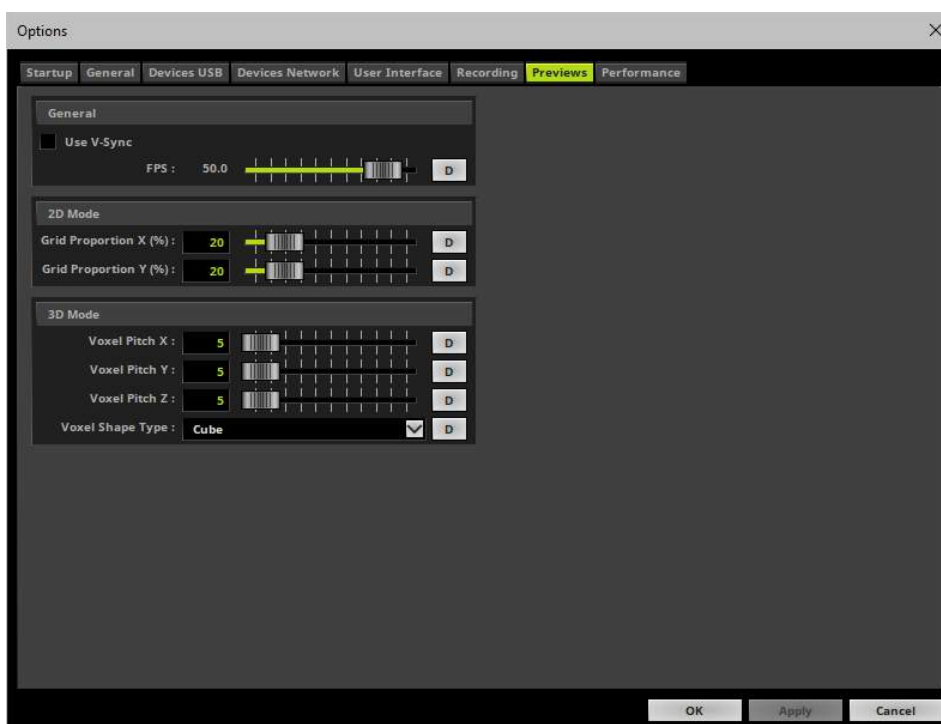 Options
Startup General Devices USB Devices Network User Interface Recording Previews Performance
General
Use V-Sync
FPS : 50.0 D
2D Mode
Grid Proportion X (%) : 20 D
Grid Proportion Y (%) : 20 D
3D Mode
Voxel Pitch X : 5 D
Voxel Pitch Y : 5 D
Voxel Pitch Z : 5 D
Voxel Shape Type : Cube D
OK Apply Cancel